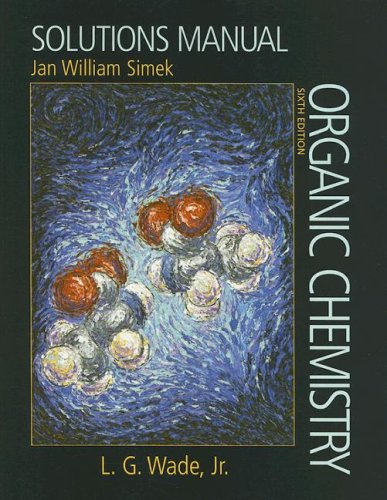 SOLUTIONS MANUAL
Jan William Simek
ORGANIC CHEMISTRY
SIXTH EDITION
L. G. Wade, Jr.